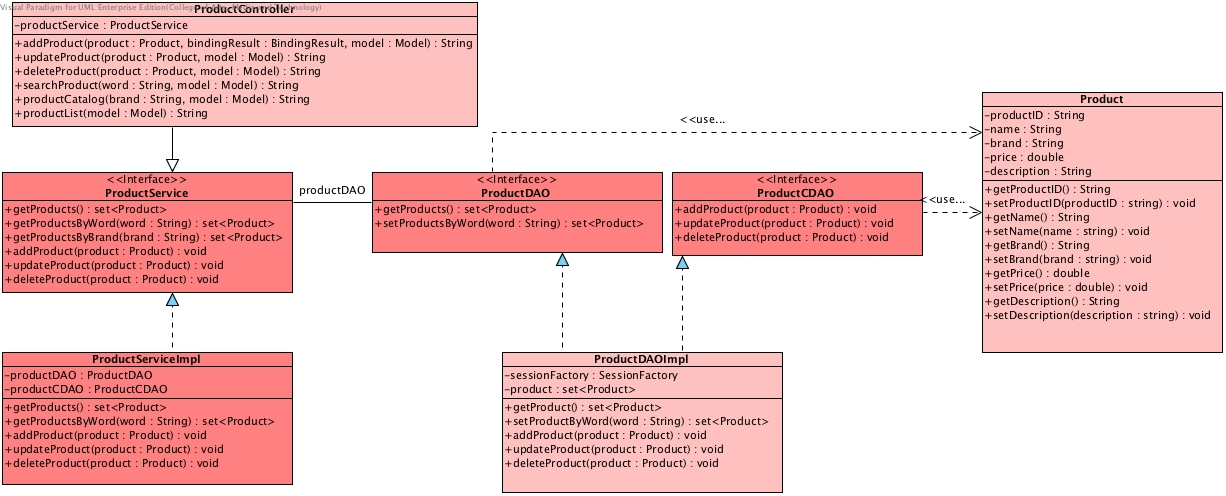 Visual Paradigm for UML Enterprise Edition(College
ProductController
-productService : ProductService
+addProduct(product : Product, bindingResult : BindingResult, model : Model) : String
+updateProduct(product : Product, model : Model) : String
+deleteProduct(product : Product, model : Model) : String
+searchProduct(word : String, model : Model) : String
+productCatalog(brand : String, model : Model) : String
+productList(model : Model) : String
<<Interface>>
ProductService
+getProducts() : set<Product>
+getProductsByWord(word : String) : set<Product>
+getProductsByBrand(brand : String) : set<Product>
+addProduct(product : Product) : void
+updateProduct(product : Product) : void
+deleteProduct(product : Product) : void
productDAO
<<Interface>>
ProductDAO
+getProducts() : set<Product>
+setProductsByWord(word : String) : set<Product>
<<Interface>>
ProductCDAO
+addProduct(product : Product) : void
+updateProduct(product : Product) : void
+deleteProduct(product : Product) : void
<<use...
<<use...
Product
-productID : String
-name : String
-brand : String
-price : double
-description : String
+getProductID() : String
+setProductID(productID : string) : void
+getName() : String
+setName(name : string) : void
+getBrand() : String
+setBrand(brand : string) : void
+getPrice() : double
+setPrice(price : double) : void
+getDescription() : String
+setDescription(description : string) : void
ProductServiceImpl
-productDAO : ProductDAO
-productCDAO : ProductCDAO
+getProducts() : set<Product>
+getProductsByWord(word : String) : set<Product>
+addProduct(product : Product) : void
+updateProduct(product : Product) : void
+deleteProduct(product : Product) : void
ProductDAOImpl
-sessionFactory : SessionFactory
-product : set<Product>
+getProduct() : set<Product>
+setProductByWord(word : String) : set<Product>
+addProduct(product : Product) : void
+updateProduct(product : Product) : void
+deleteProduct(product : Product) : void